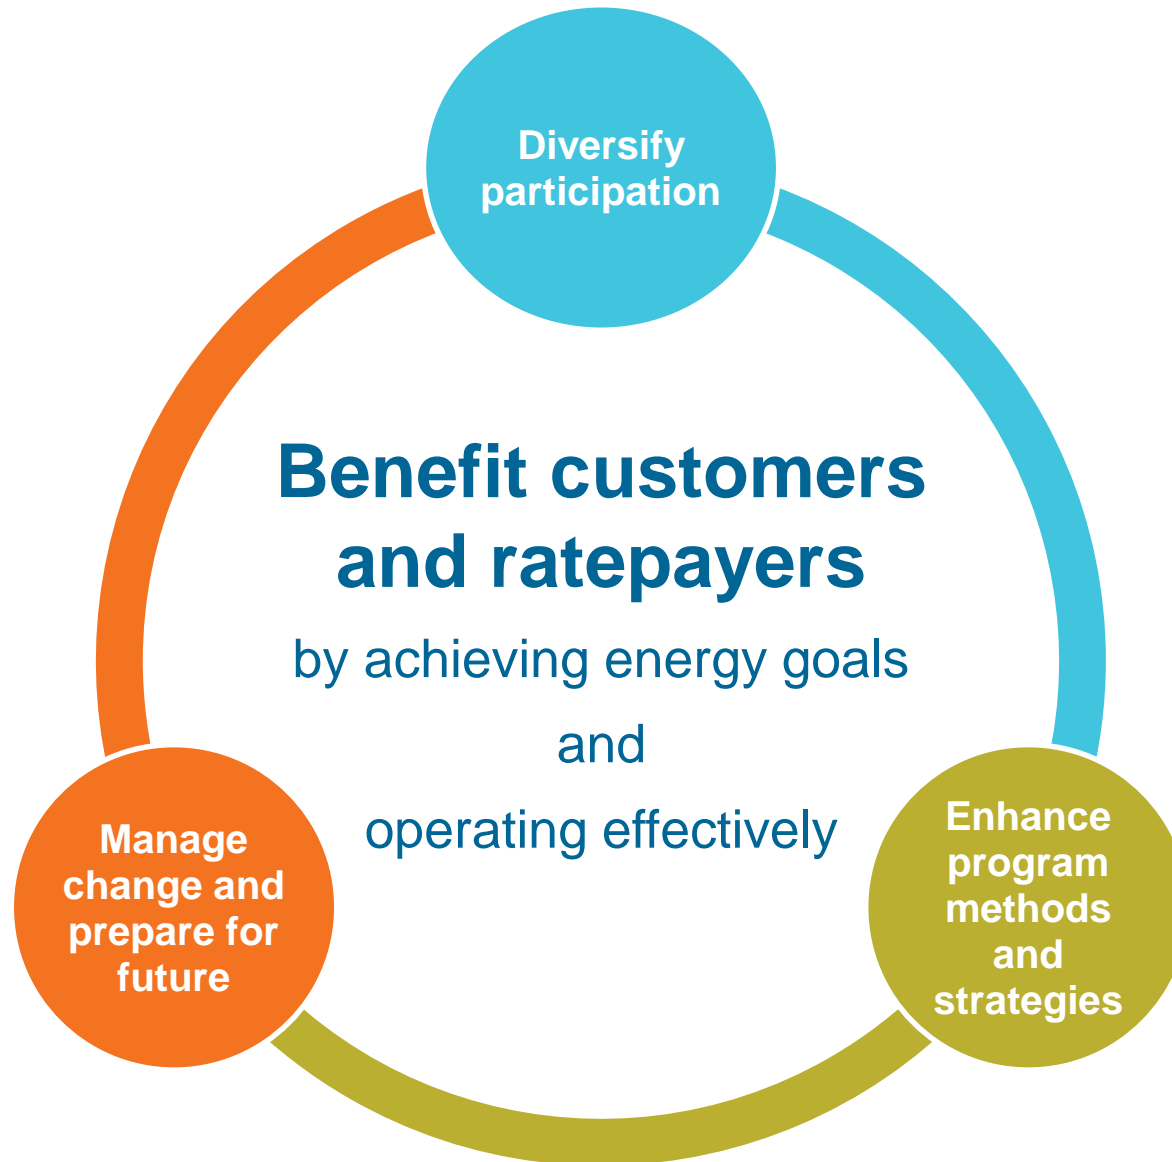 Diversify
participation
Benefit customers
and ratepayers
by achieving energy goals
and
operating effectively
Manage
change and
prepare for
future
Enhance
program
methods
and
strategies